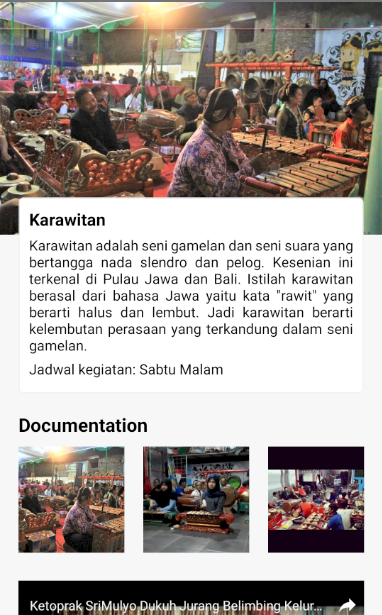 Karawitan
Karawitan adalah seni gamelan dan seni suara yang
bertangga nada slendro dan pelog. Kesenian ini
terkenal di Pulau Jawa dan Bali. Istilah karawitan
berasal dari bahasa Jawa yaitu kata "rawit" yang
berarti halus dan lembut. Jadi karawitan berarti
kelembutan perasaan yang terkandung dalam seni
gamelan.
Jadwal kegiatan: Sabtu Malam
Documentation
Ketoprak SriMulyo Dukuh Jurang Belimbing Kelur...